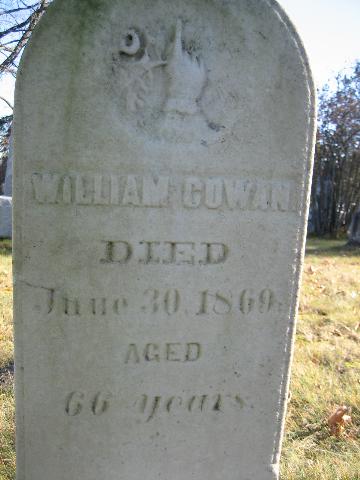 WILLIAM COWAN
DIED
June 30, 1869.
AGED
66 years.